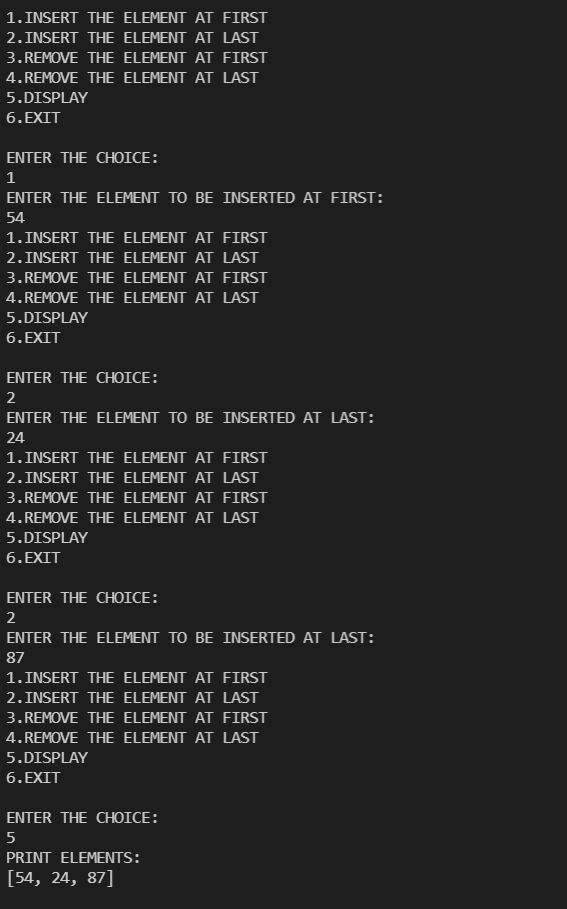 1.INSERT THE ELEMENT AT FIRST
2.INSERT THE ELEMENT AT LAST
3.REMOVE THE ELEMENT AT FIRST
4.REMOVE THE ELEMENT AT LAST
5.DISPLAY
6.EXIT
ENTER THE CHOICE:
1
ENTER THE ELEMENT TO BE INSERTED AT FIRST:
54
1.INSERT THE ELEMENT AT FIRST
2.INSERT THE ELEMENT AT LAST
3.REMOVE THE ELEMENT AT FIRST
4.REMOVE THE ELEMENT AT LAST
5.DISPLAY
6.EXIT
ENTER THE CHOICE:
2
ENTER THE ELEMENT TO BE INSERTED AT LAST:
24
1.INSERT THE ELEMENT AT FIRST
2.INSERT THE ELEMENT AT LAST
3.REMOVE THE ELEMENT AT FIRST
4.REMOVE THE ELEMENT AT LAST
5.DISPLAY
6.EXIT
ENTER THE CHOICE:
2
ENTER THE ELEMENT TO BE INSERTED AT LAST:
87
1.INSERT THE ELEMENT AT FIRST
2.INSERT THE ELEMENT AT LAST
3.REMOVE THE ELEMENT AT FIRST
4.REMOVE THE ELEMENT AT LAST
5.DISPLAY
6.EXIT
ENTER THE CHOICE:
5
PRINT ELEMENTS:
[54, 24, 87]